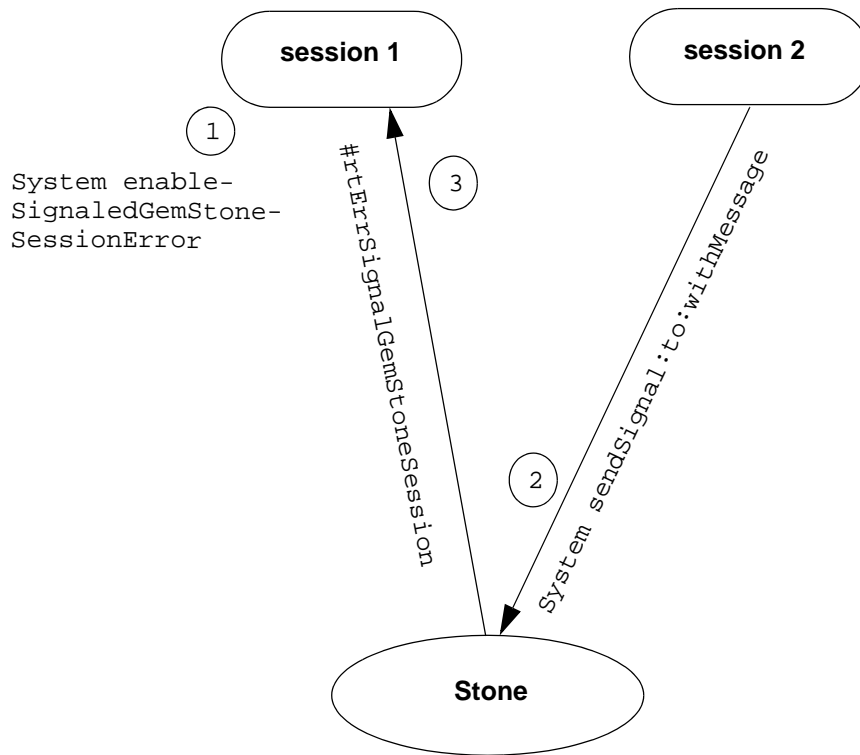 session 1
session 2
1
System enable-
SignaledGemStone-
SessionError
#rtErrSignalGemStoneSession
3
System sendSignal:to:withMessage
2
Stone